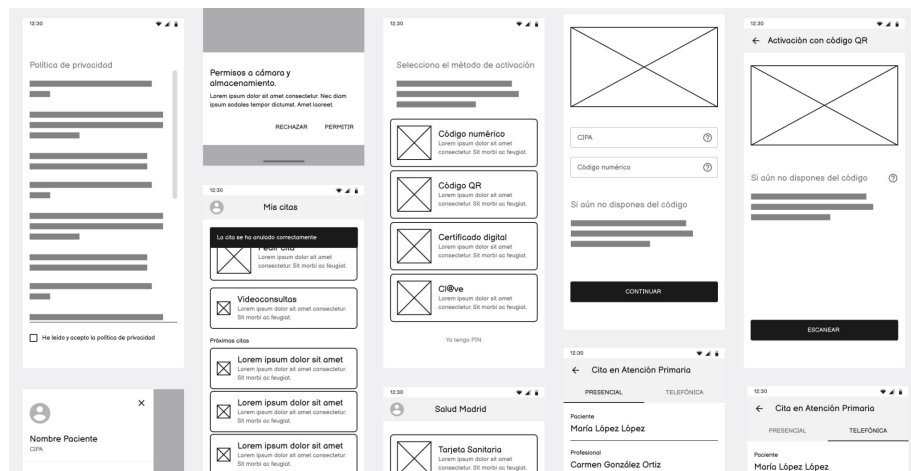 12:30
Política de privacidad
He leído y acepto la política de privacidad
Nombre Paciente
CIPA
Permisos a cámara y
almacenamiento.
Lorem ipsum dolor sit amet consectetur. Nec diam
ipsum sodales tempor dictumst. Amet laoreet.
RECHAZAR PERMITIR
12:30
Mis citas
La cita se ha anulado correctamente
Pedir cita
Lorem ipsum dolor sit amet
consectetur. Sit morbi ac feugiat.
Videoconsultas
Lorem ipsum dolor sit amet consectetur.
Sit morbi ac feugiat.
Próximas citas
Lorem ipsum dolor sit amet
Lorem ipsum dolor sit amet consectetur.
Sit morbi ac feugiat.
Lorem ipsum dolor sit amet
Lorem ipsum dolor sit amet consectetur.
Sit morbi ac feugiat.
Lorem ipsum dolor sit amet
Lorem ipsum dolor sit amet consectetur.
Sit morbi ac feugiat.
12:30
Selecciona el método de activación
Código numérico
Lorem ipsum dolor sit amet
consectetur. Sit morbi ac feugiat.
Código QR
Lorem ipsum dolor sit amet
consectetur. Sit morbi ac feugiat.
Certificado digital
Lorem ipsum dolor sit amet
consectetur. Sit morbi ac feugiat.
Cl@ve
Lorem ipsum dolor sit amet
consectetur. Sit morbi ac feugiat.
Ya tengo PIN
12:30
Salud Madrid
Tarjeta Sanitaria
Lorem ipsum dolor sit amet
consectetur. Sit morbi ac feugiat.
CIPA
Código numérico
Si aún no dispones del código
CONTINUAR
12:30
Cita en Atención Primaria
PRESENCIAL TELEFÓNICA
Paciente
María López López
Profesional
Carmen González Ortiz
12:30
Activación con código QR
Si aún no dispones del código
ESCANEAR
12:30
Cita en Atención Primaria
PRESENCIAL TELEFÓNICA
Paciente
María López López